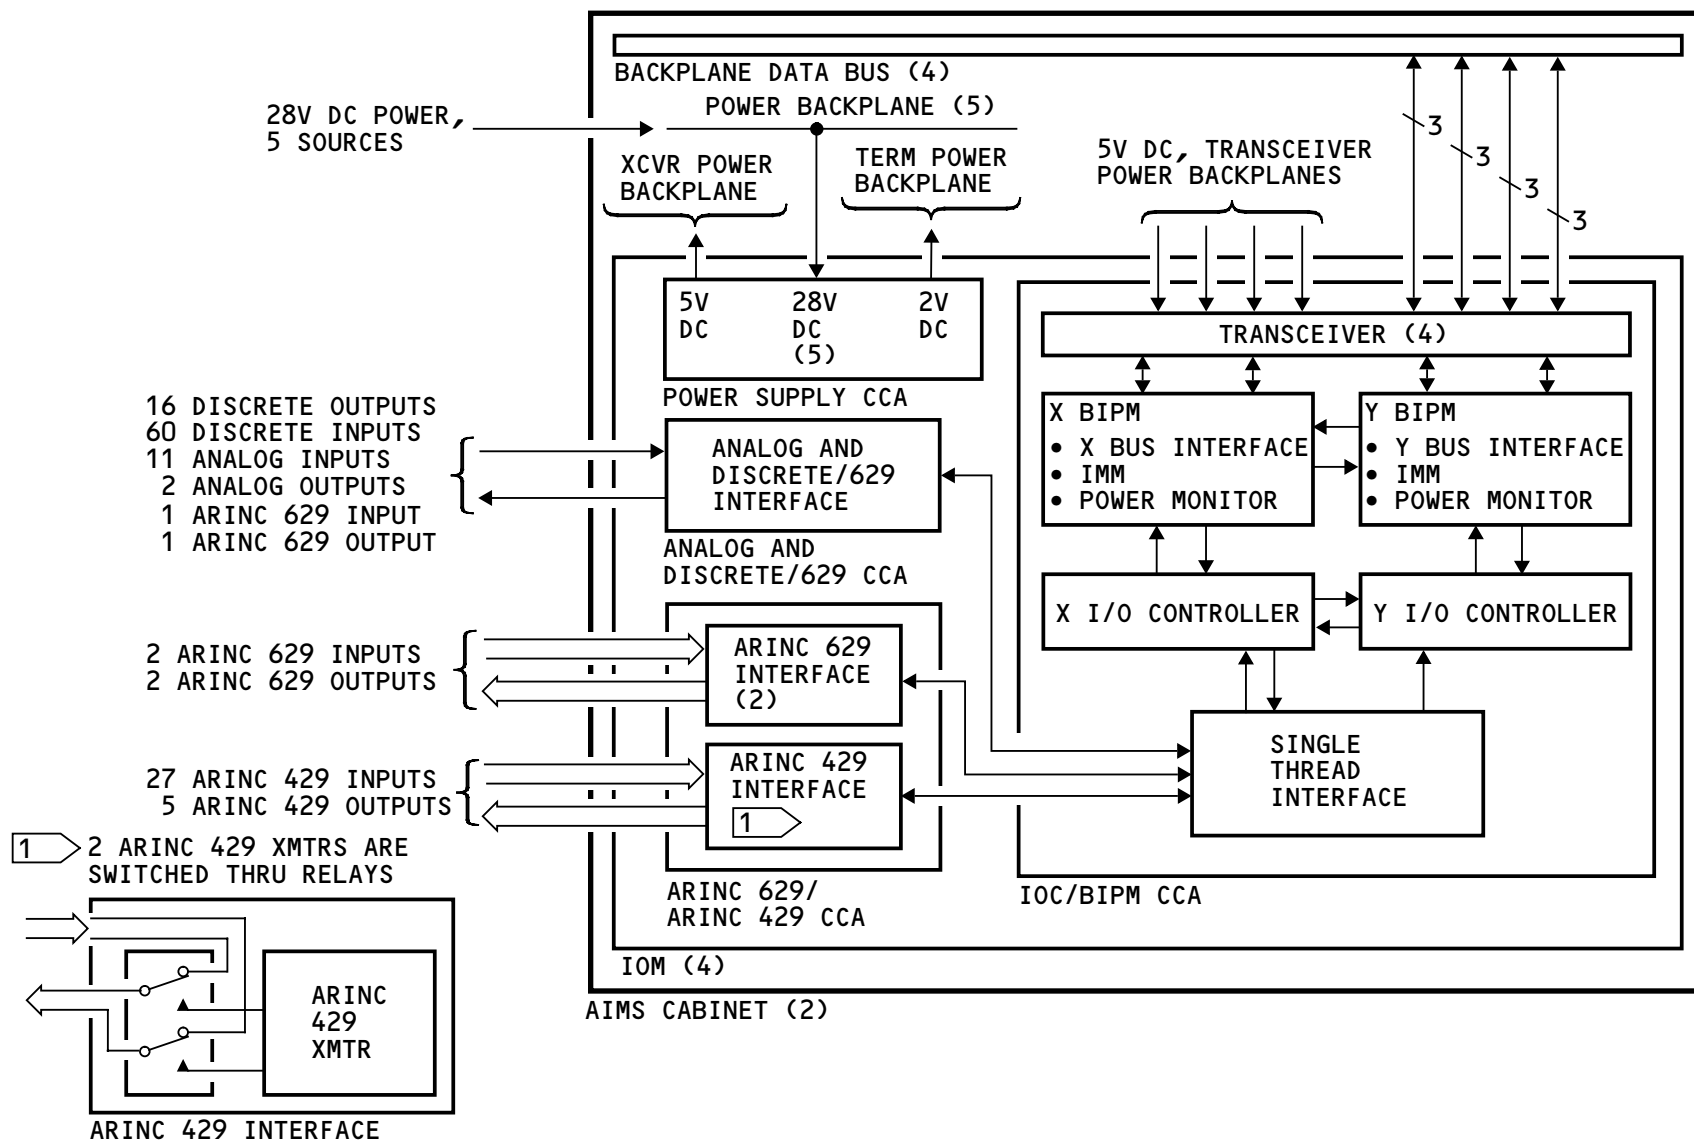 BACKPLANE DATA BUS (4)
POWER BACKPLANE (5)
28V DC POWER,
5 SOURCES
XCVR POWER
BACKPLANE
TERM POWER
BACKPLANE
5V DC, TRANSCEIVER
POWER BACKPLANES
3
3
3
3
5V
DC
28V
DC
(5)
2V
DC
POWER SUPPLY CCA
TRANSCEIVER (4)
16 DISCRETE OUTPUTS
60 DISCRETE INPUTS
11 ANALOG INPUTS
2 ANALOG OUTPUTS
1 ARINC 629 INPUT
1 ARINC 629 OUTPUT
ANALOG AND
DISCRETE/629
INTERFACE
ANALOG AND
DISCRETE/629 CCA
X BIPM
• X BUS INTERFACE
• IMM
• POWER MONITOR
Y BIPM
• Y BUS INTERFACE
• IMM
• POWER MONITOR
X I/O CONTROLLER
Y I/O CONTROLLER
2 ARINC 629 INPUTS
2 ARINC 629 OUTPUTS
ARINC 629
INTERFACE
(2)
27 ARINC 429 INPUTS
5 ARINC 429 OUTPUTS
ARINC 429
INTERFACE
1
SINGLE
THREAD
INTERFACE
ARINC 629/
ARINC 429 CCA
IOC/BIPM CCA
IOM (4)
AIMS CABINET (2)
1 2 ARINC 429 XMTRS ARE
SWITCHED THRU RELAYS
ARINC
429
XMTR
ARINC 429 INTERFACE